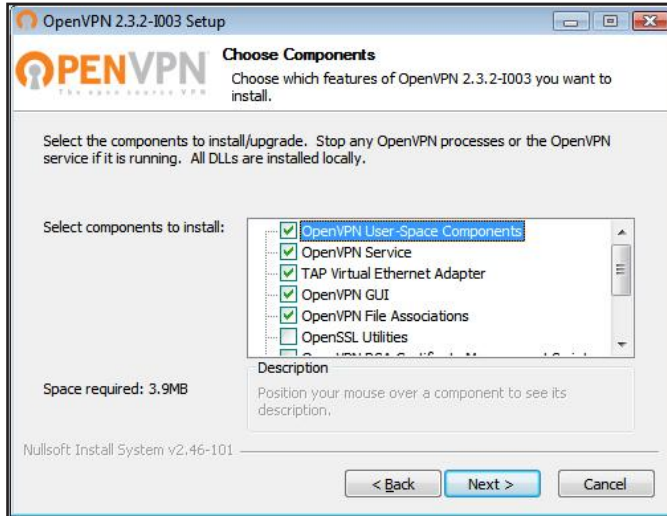 OpenVPN 2.3.2-I003 Setup
OPENVPN
The open source VPN
Choose Components
Choose which features of OpenVPN 2.3.2-I003 you want to
install.
Select the components to install/upgrade. Stop any OpenVPN processes or the OpenVPN
service if it is running. All DLLs are installed locally.
Select components to install:
OpenVPN User-Space Components
OpenVPN Service
TAP Virtual Ethernet Adapter
OpenVPN GUI
OpenVPN File Associations
OpenSSL Utilities
Space required: 3.9MB
Description
Position your mouse over a component to see its
description.
Nullsoft Install System v2.46-101
< Back
Next >
Cancel